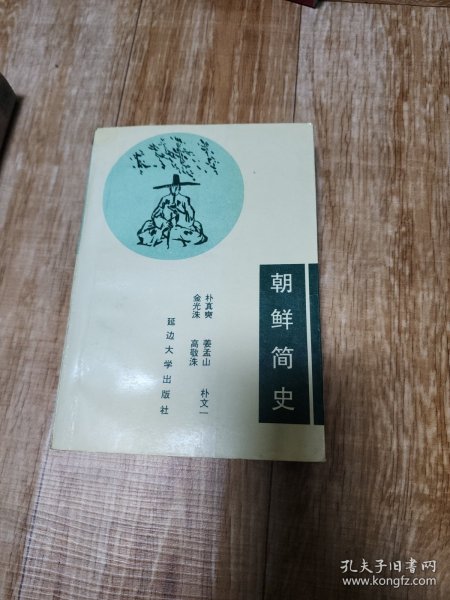 朝鲜简史
朴真奭 姜孟山 朴文一
金光洙 高敬洙
延边大学出版社
孔夫子旧书网
www.kongfz.com